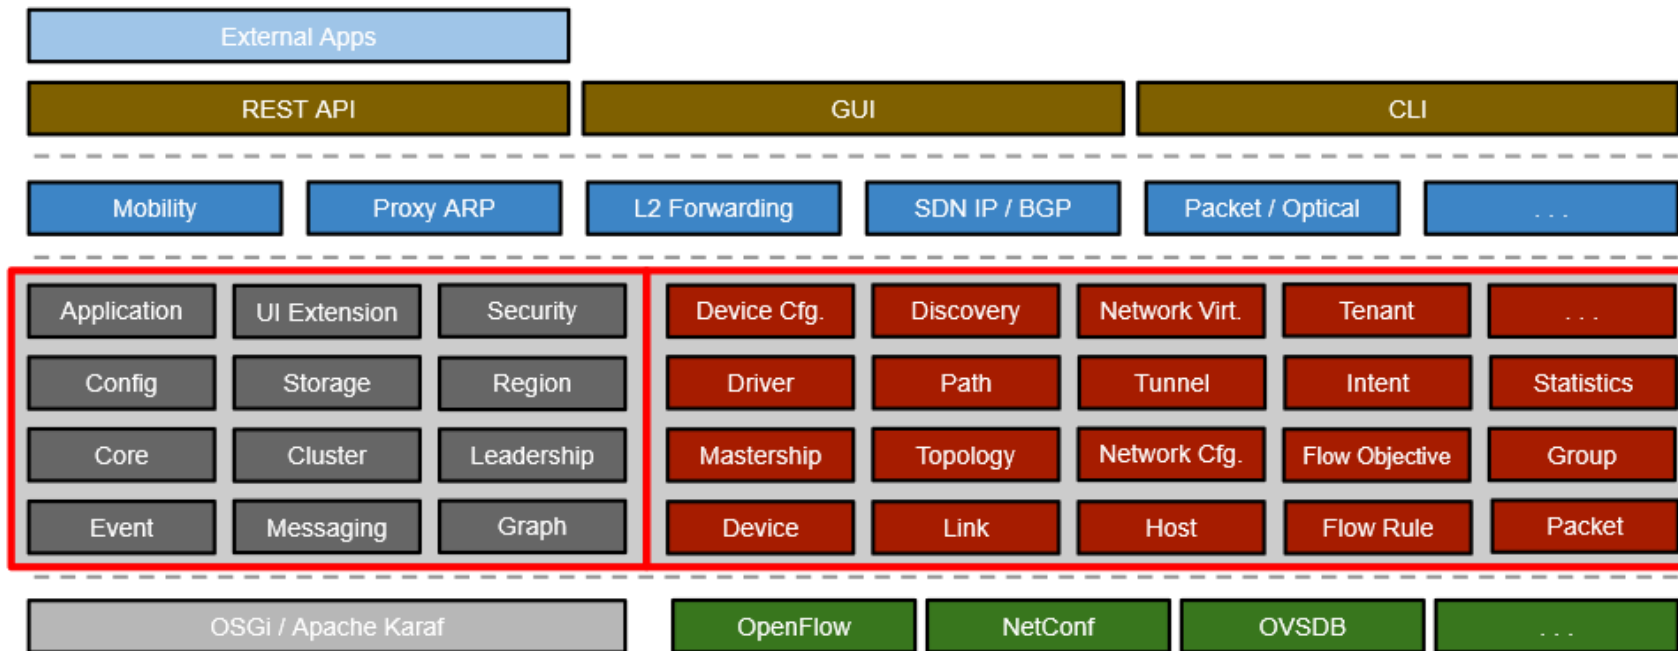 External Apps
REST API GUI CLI
Mobility Proxy ARP L2 Forwarding SDN IP / BGP Packet / Optical . . .
Application UI Extension Security Device Cfg. Discovery Network Virt. Tenant . . .
Config Storage Region Driver Path Tunnel Intent Statistics
Core Cluster Leadership Mastership Topology Network Cfg. Flow Objective Group
Event Messaging Graph Device Link Host Flow Rule Packet
OSGi / Apache Karaf OpenFlow NetConf OVSDB . . .